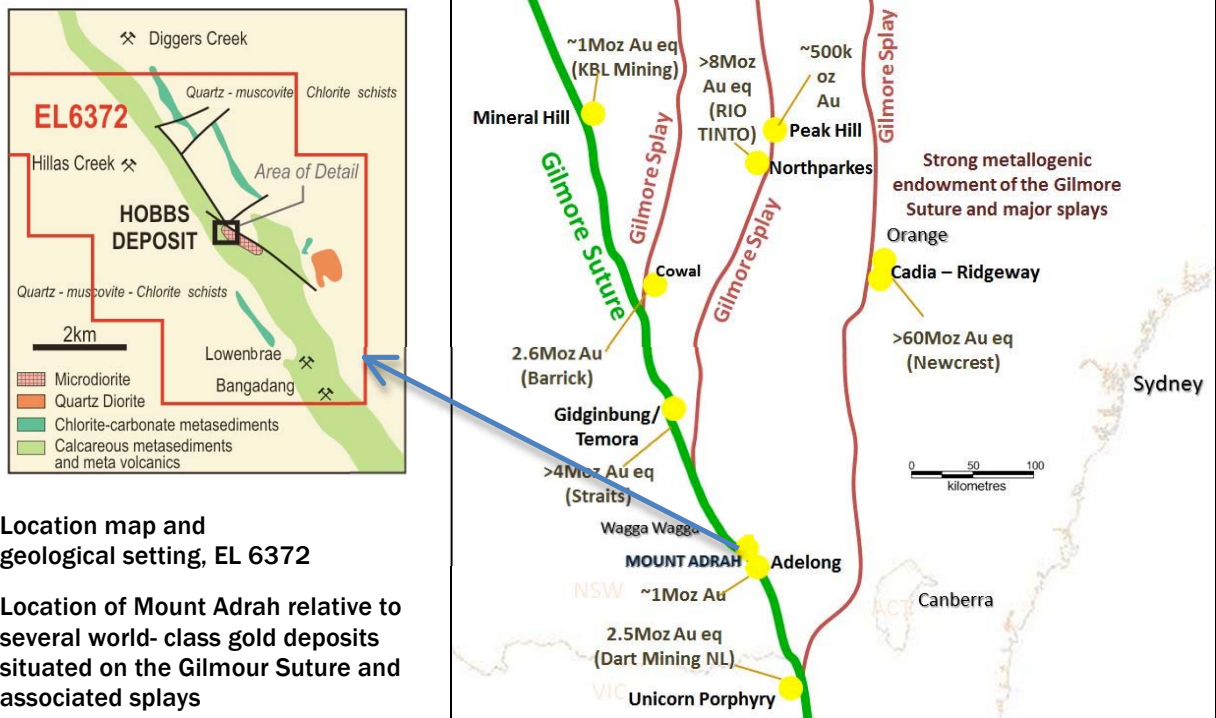 Diggers Creek
Quartz - muscovite Chlorite schists
EL6372
Hillas Creek
Area of Detail
HOBBS
DEPOSIT
Quartz - muscovite - Chlorite schists
2km
Lowenbrae
Bangadang
Microdiorite
Quartz Diorite
Chlorite-carbonate metasediments
Calcareous metasediments
and meta volcanics
Location map and
geological setting, EL 6372
Location of Mount Adrah relative to
several world- class gold deposits
situated on the Gilmour Suture and
associated splays
~1Moz Au eq
(KBL Mining)
Mineral Hill
>8Moz
Au eq
(RIO
TINTO)
~500k
oz
Au
Peak Hill
Northparkes
Gilmore Suture
Gilmore Splay
Gilmore Splay
Gilmore Splay
Strong metallogenic
endowment of the Gilmore
Suture and major splays
Orange
Cadia – Ridgeway
>60Moz Au eq
(Newcrest)
Cowal
2.6Moz Au
(Barrick)
Gidginbung/
Temora
>4Moz Au eq
(Straits)
Sydney
0 50 100
kilometres
Wagga Wagga
MOUNT ADRAH
Adelong
~1Moz Au
NSW
ACT
Canberra
2.5Moz Au eq
(Dart Mining NL)
VIC
Unicorn Porphyry